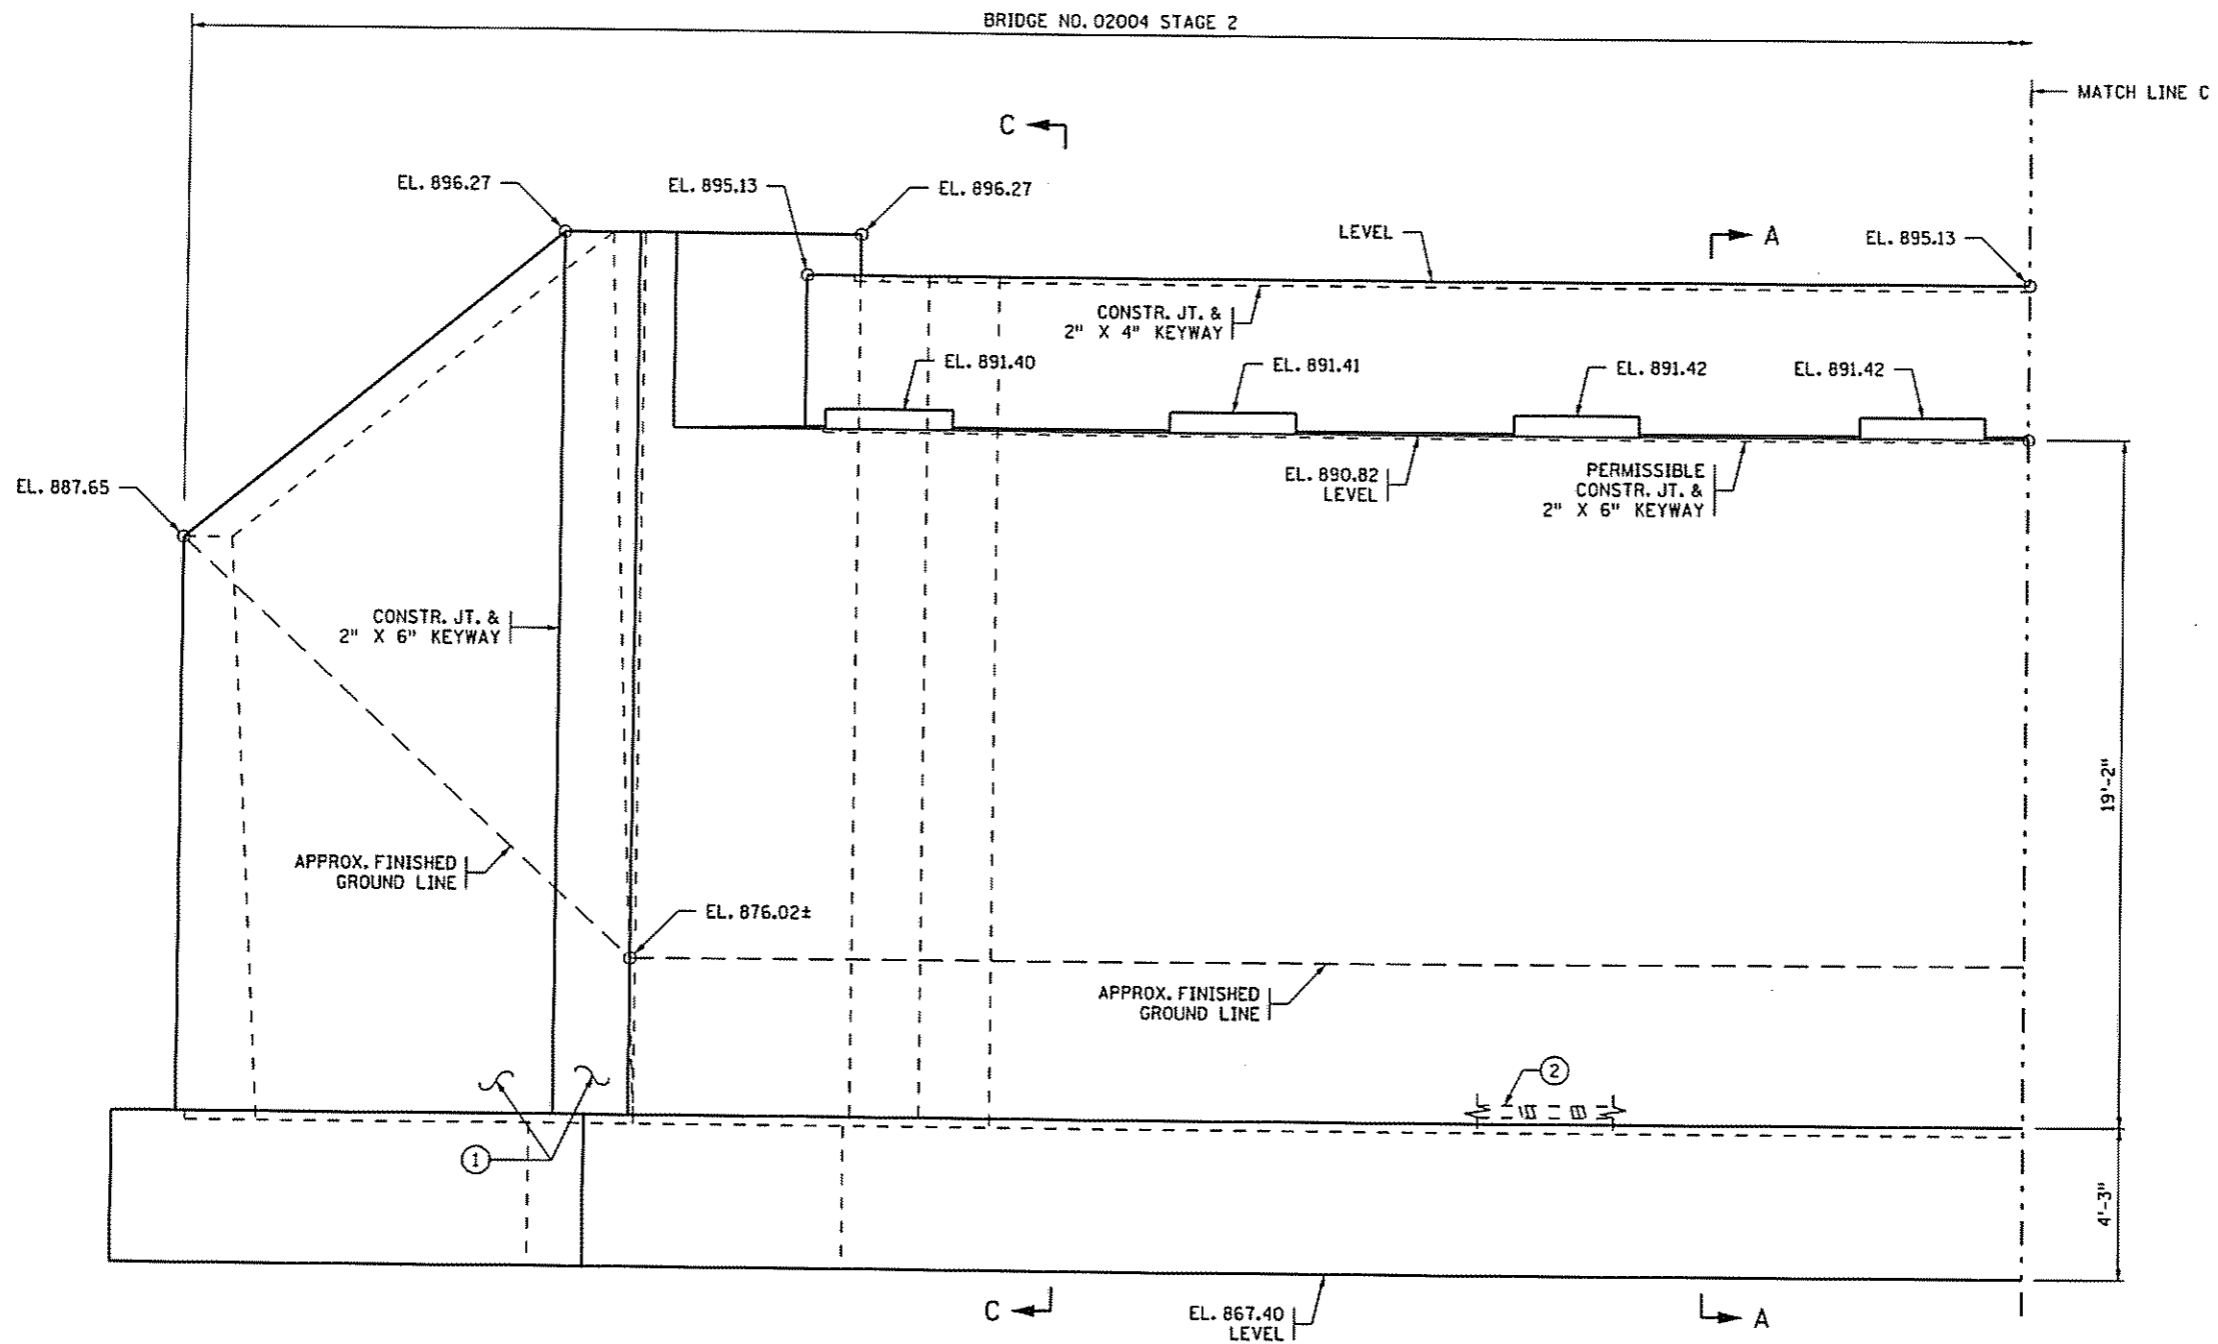 BRIDGE NO. 02004 STAGE 2
MATCH LINE C
C
EL. 896.27
EL. 895.13
EL. 896.27
LEVEL
A
EL. 895.13
CONSTR. JT. &
2" X 4" KEYWAY
EL. 891.40
EL. 891.41
EL. 891.42
EL. 891.42
EL. 887.65
EL. 890.82
LEVEL
PERMISSIBLE
CONSTR. JT. &
2" X 6" KEYWAY
CONSTR. JT. &
2" X 6" KEYWAY
19'-2"
APPROX. FINISHED
GROUND LINE
EL. 876.02±
APPROX. FINISHED
GROUND LINE
2
1
4'-3"
C
EL. 867.40
LEVEL
A